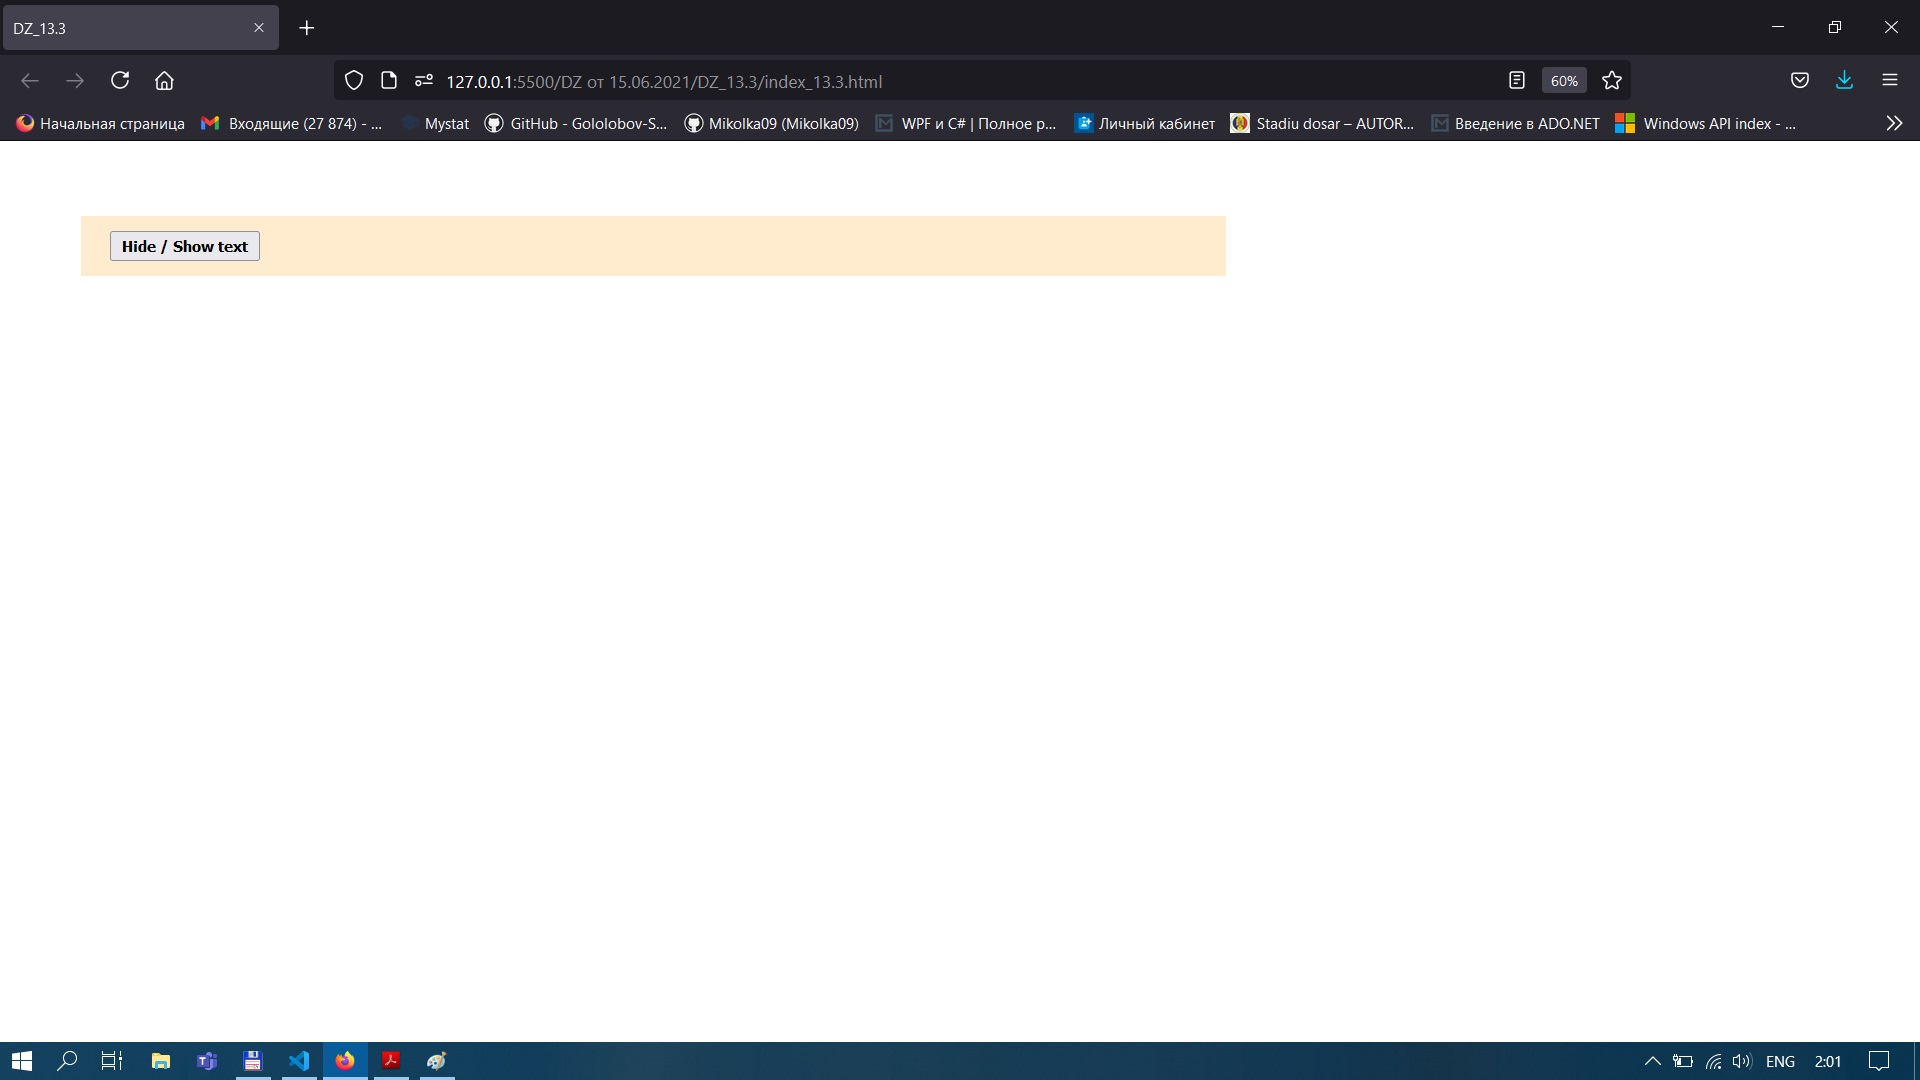 DZ_13.3
127.0.0.1:5500/DZ от 15.06.2021/DZ_13.3/index_13.3.html
60%
Начальная страница
Входящие (27 874) - ...
Mystat
GitHub - Gololobov-S...
Mikolka09 (Mikolka09)
WPF и C# | Полное р...
Личный кабинет
Stadiu dosar – AUTOR...
Введение в ADO.NET
Windows API index - ...
Hide / Show text
ENG
2:01